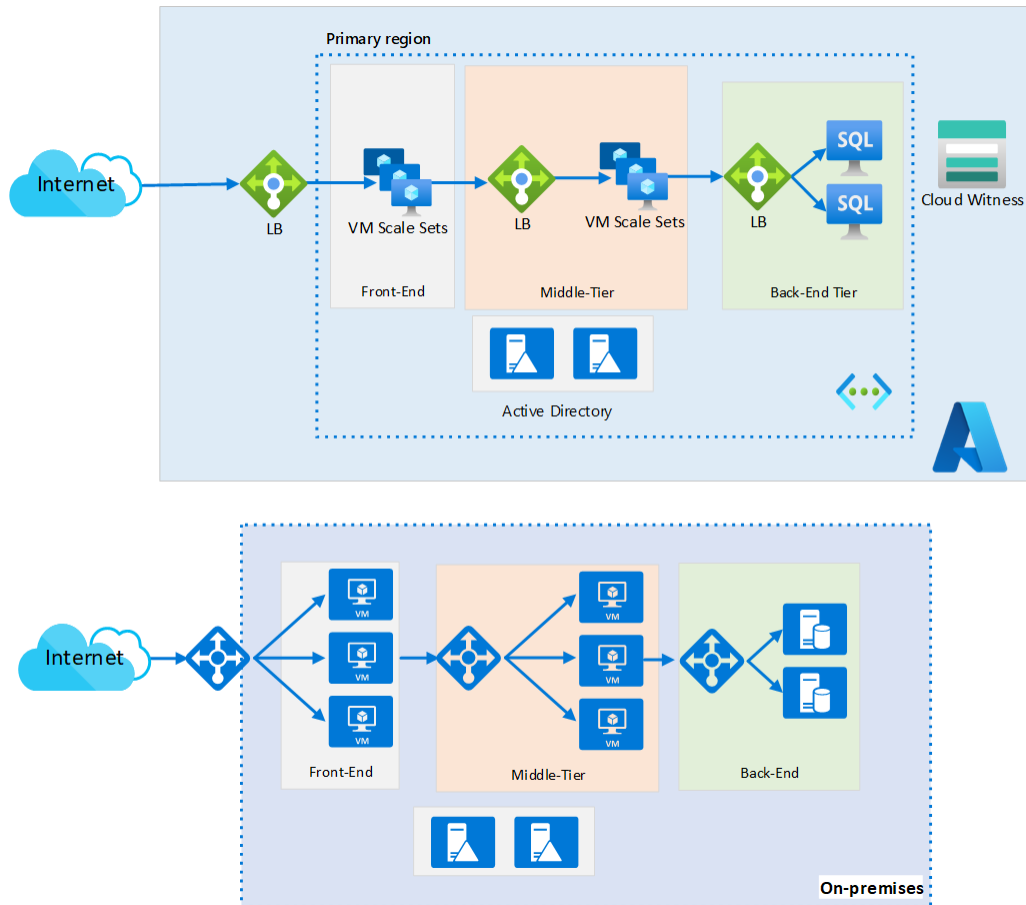 Primary region
Internet
LB
VM Scale Sets
Front-End
LB
VM Scale Sets
Middle-Tier
LB
SQL
SQL
Back-End Tier
Cloud Witness
Active Directory
Internet
VM
VM
VM
Front-End
VM
VM
VM
Middle-Tier
Back-End
On-premises